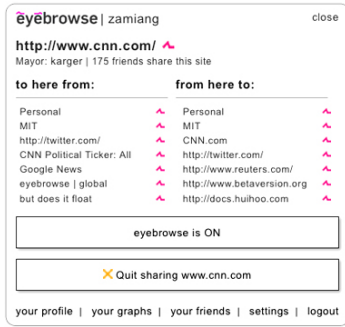 eyebrowse | zamiang
close
http://www.cnn.com/
Mayor: karger | 175 friends share this site
to here from:
Personal
MIT
http://twitter.com/
CNN Political Ticker: All
Google News
eyebrowse | global
but does it float
from here to:
Personal
MIT
CNN.com
http://twitter.com/
http://www.reuters.com/
http://www.betaversion.org
http://docs.huihoo.com
eyebrowse is ON
Quit sharing www.cnn.com
your profile | your graphs | your friends | settings | logout